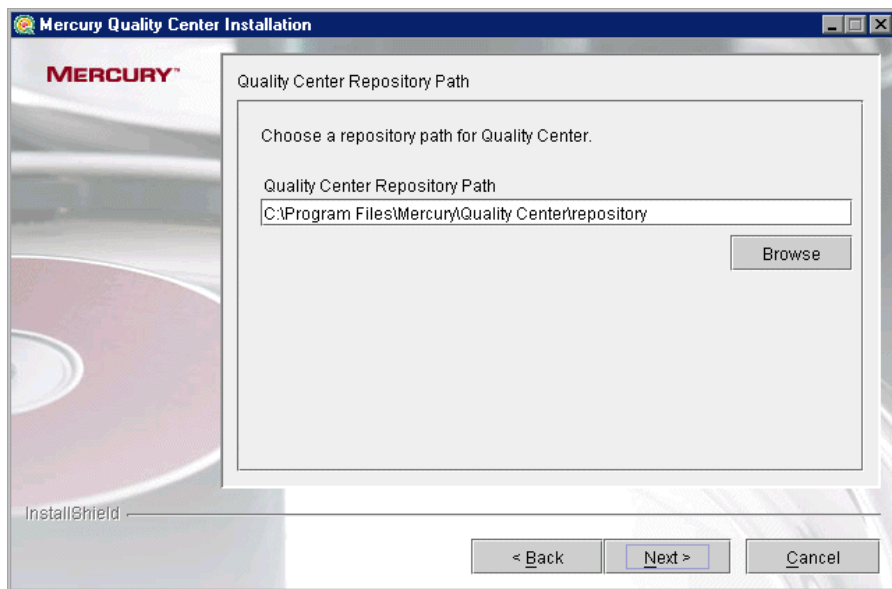 Mercury Quality Center Installation
MERCURY™
Quality Center Repository Path
Choose a repository path for Quality Center.
Quality Center Repository Path
C:\Program Files\Mercury\Quality Center\repository
Browse
InstallShield
< Back
Next >
Cancel